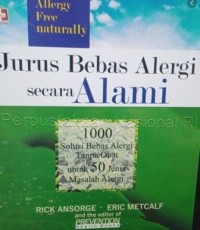 Allergy
Free
naturally
Jurus Bebas Alergi
secara Alami
1000
Solusi Bebas Alergi
Tanpa Obat
untuk 50 Jenis
Masalah Alergi
RICK ANSORGE - ERIC METCALF
and the editor of
PREVENTION